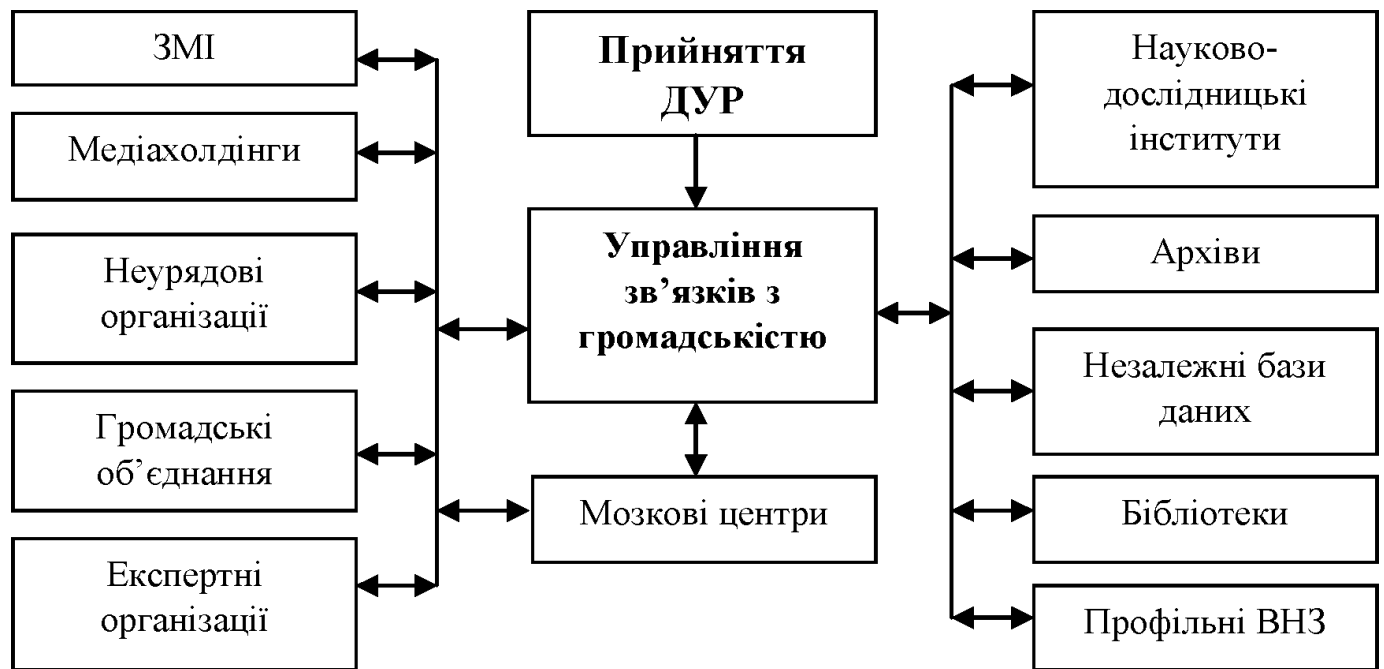 ЗМІ
Медіахолдінги
Неурядові
організації
Громадські
об’єднання
Експертні
організації
Прийняття
ДУР
Управління
зв’язків з
громадськістю
Мозкові центри
Науково-
дослідницькі
інститути
Архіви
Незалежні бази
даних
Бібліотеки
Профільні ВНЗ